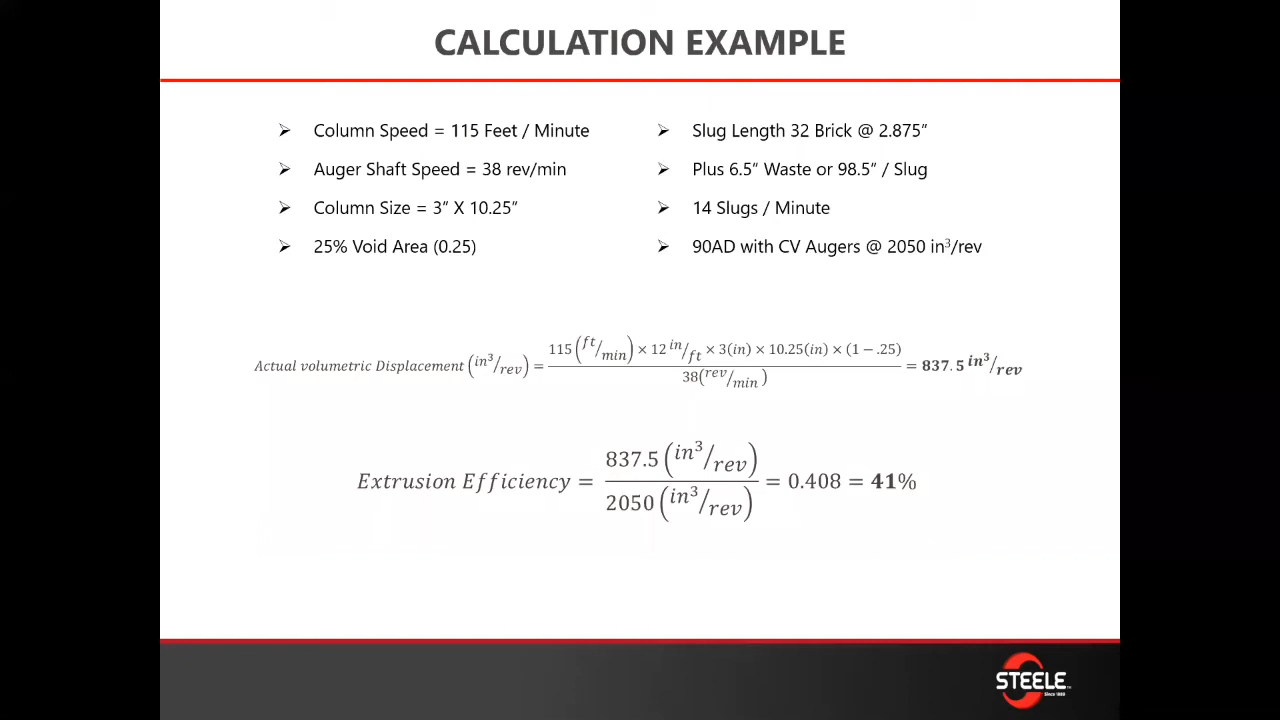 CALCULATION EXAMPLE
➢ Column Speed = 115 Feet / Minute
➢ Auger Shaft Speed = 38 rev/min
➢ Column Size = 3” X 10.25”
➢ 25% Void Area (0.25)
➢ Slug Length 32 Brick @ 2.875”
➢ Plus 6.5” Waste or 98.5” / Slug
➢ 14 Slugs / Minute
➢ 90AD with CV Augers @ 2050 in³/rev
Actual volumetric Displacement (in³/rev) = 115(ft/min) × 12 in/ft × 3(in) × 10.25(in) × (1 − .25) / 38(rev/min) = 837.5 in³/rev
Extrusion Efficiency = 837.5 (in³/rev) / 2050 (in³/rev) = 0.408 = 41%
STEELE™
Since 1889